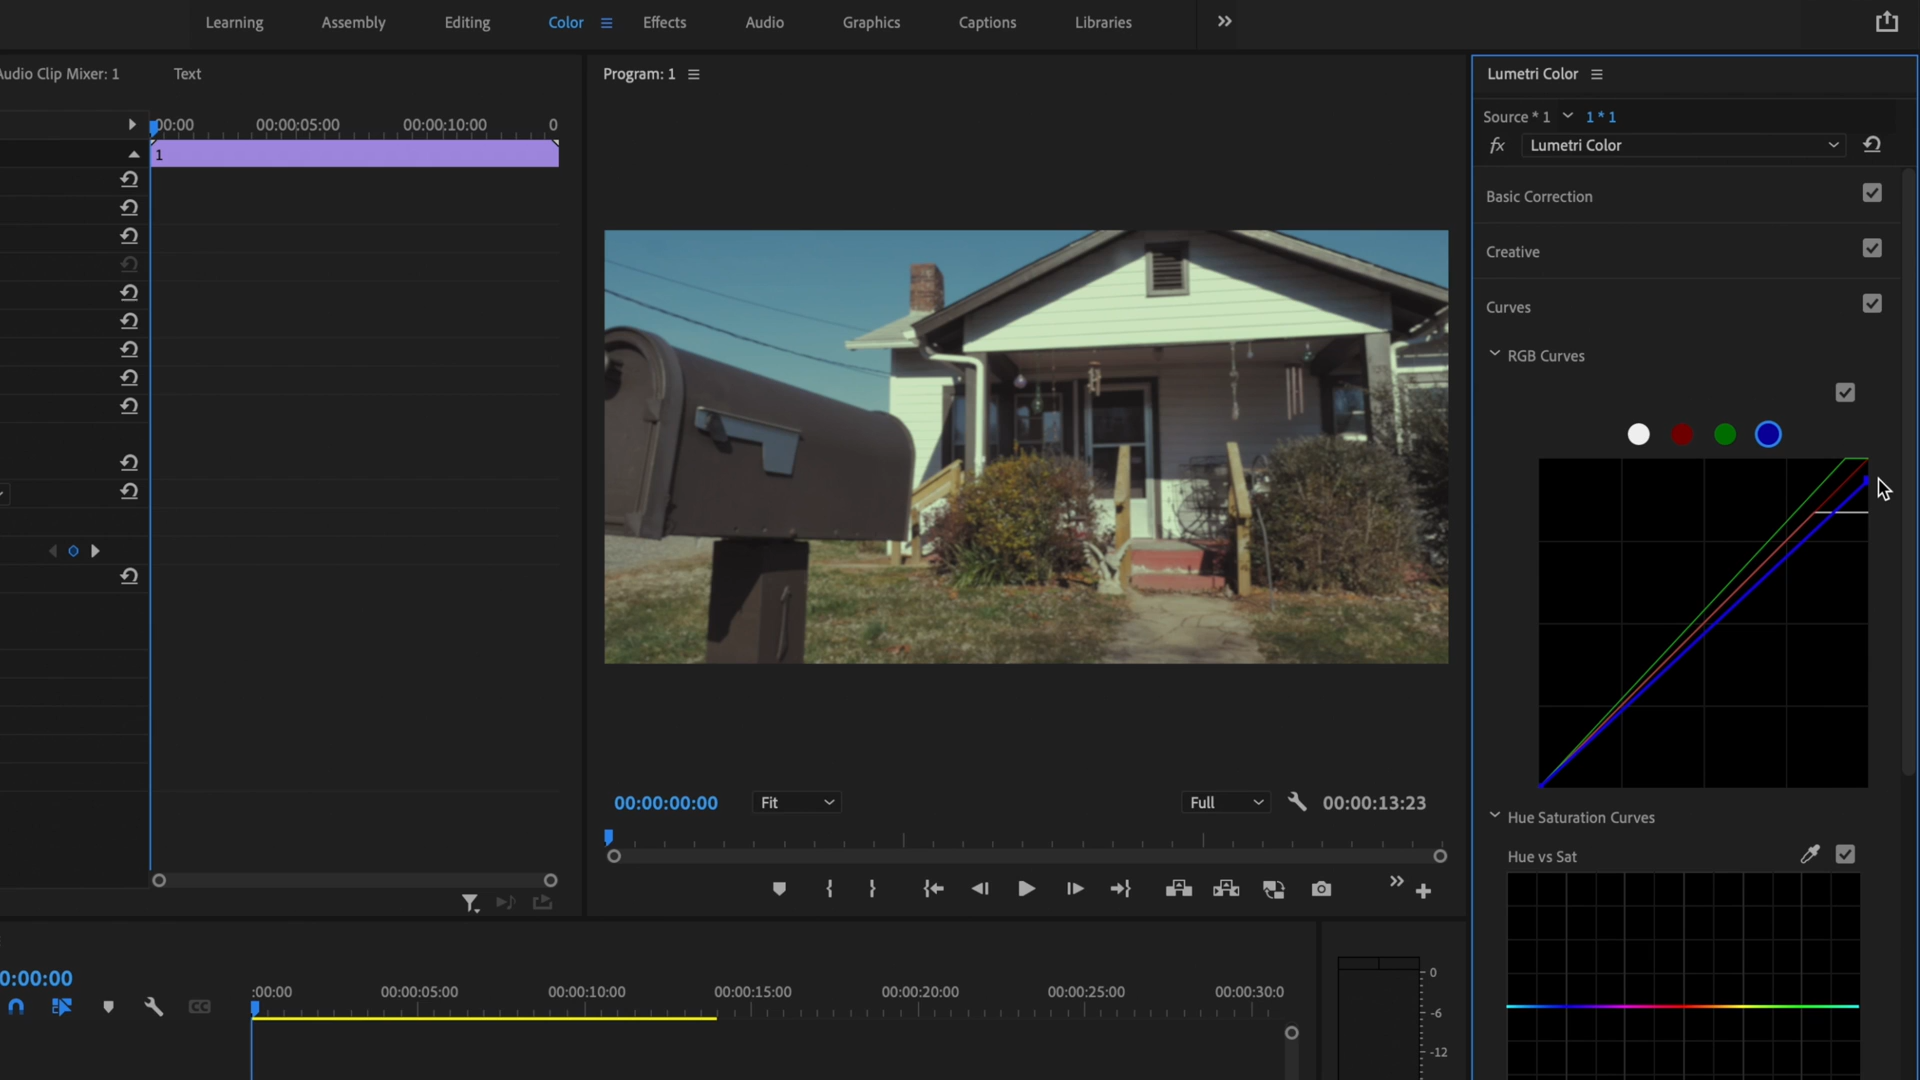 Learning Assembly Editing Color Effects Audio Graphics Captions Libraries
Audio Clip Mixer: 1 Text
Program: 1
Lumetri Color
Source * 1 1 * 1
fx Lumetri Color
:00:00 00:00:05:00 00:00:10:00 0
1
Basic Correction
Creative
Curves
RGB Curves
00:00:00:00 Fit Full 00:00:13:23
Hue Saturation Curves
Hue vs Sat
0:00:00
:00:00 00:00:05:00 00:00:10:00 00:00:15:00 00:00:20:00 00:00:25:00 00:00:30:0
0
-6
-12